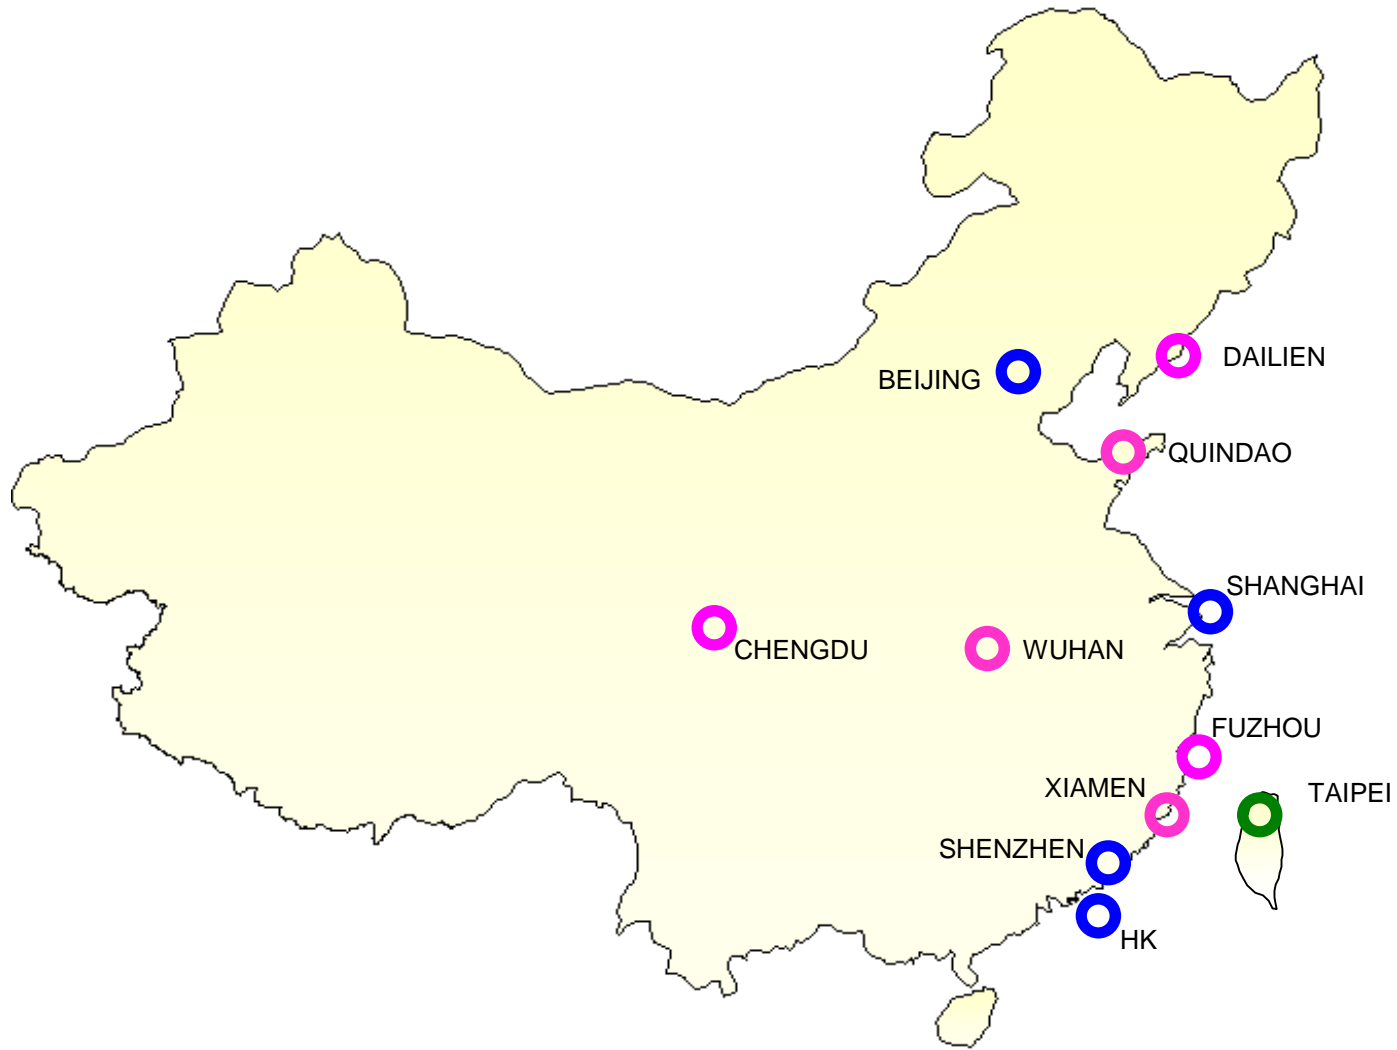 DAILIEN
BEIJING
QUINDAO
SHANGHAI
CHENGDU
WUHAN
FUZHOU
XIAMEN
TAIPEI
SHENZHEN
HK